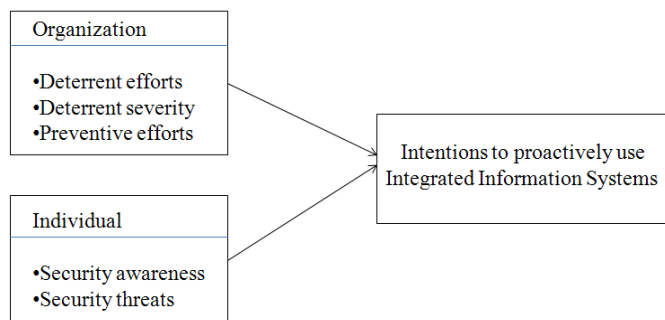 Organization
•Deterrent efforts
•Deterrent severity
•Preventive efforts
Intentions to proactively use
Integrated Information Systems
Individual
•Security awareness
•Security threats